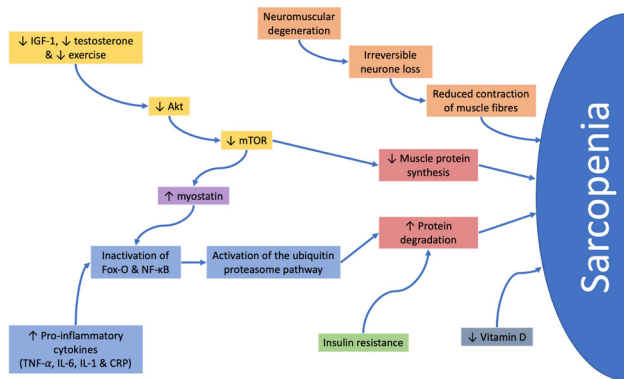 Neuromuscular
degeneration
↓ IGF-1, ↓ testosterone
& ↓ exercise
Irreversible
neurone loss
Reduced contraction
of muscle fibres
↓ Akt
↓ mTOR
↓ Muscle protein
synthesis
↑ myostatin
↑ Protein
degradation
Inactivation of
Fox-O & NF-κB
Activation of the ubiquitin
proteasome pathway
↑ Pro-inflammatory
cytokines
(TNF-α, IL-6, IL-1 & CRP)
Insulin resistance
↓ Vitamin D
Sarcopenia